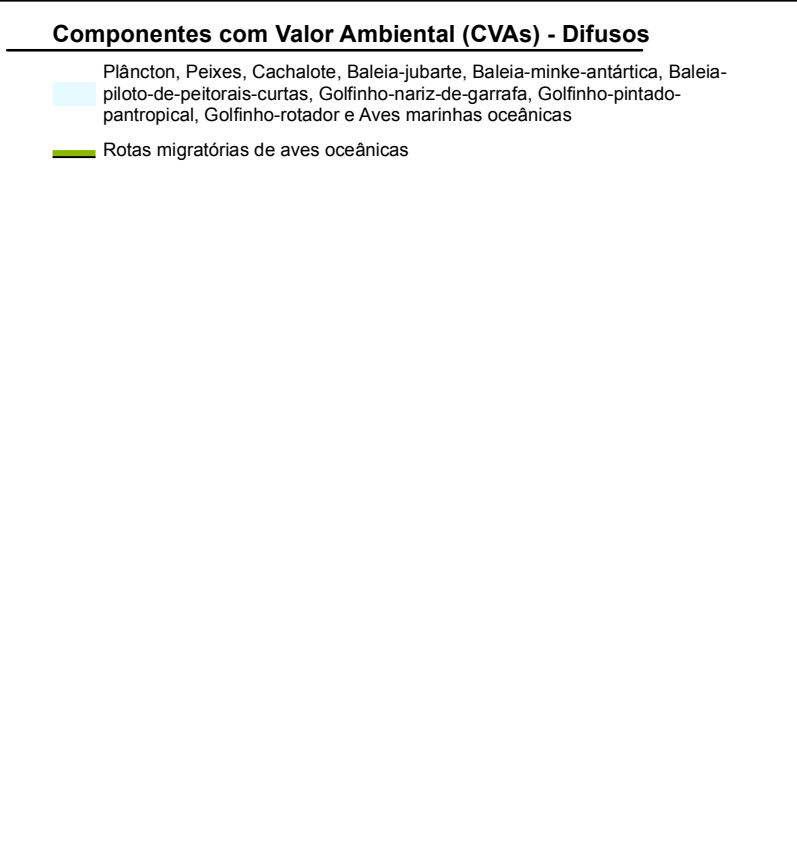 Componentes com Valor Ambiental (CVAs) - Difusos
Plâncton, Peixes, Cachalote, Baleia-jubarte, Baleia-minke-antártica, Baleia-
piloto-de-peitorais-curtas, Golfinho-nariz-de-garrafa, Golfinho-pintado-
pantropical, Golfinho-rotador e Aves marinhas oceânicas
Rotas migratórias de aves oceânicas